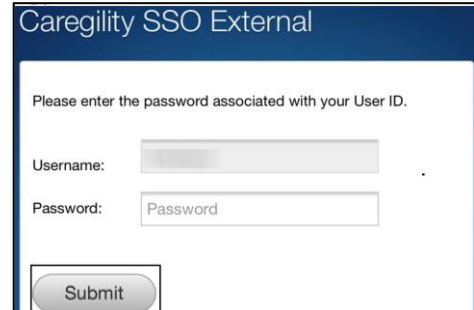 Caregility SSO External
Please enter the password associated with your User ID.
Username:
Password: Password
Submit